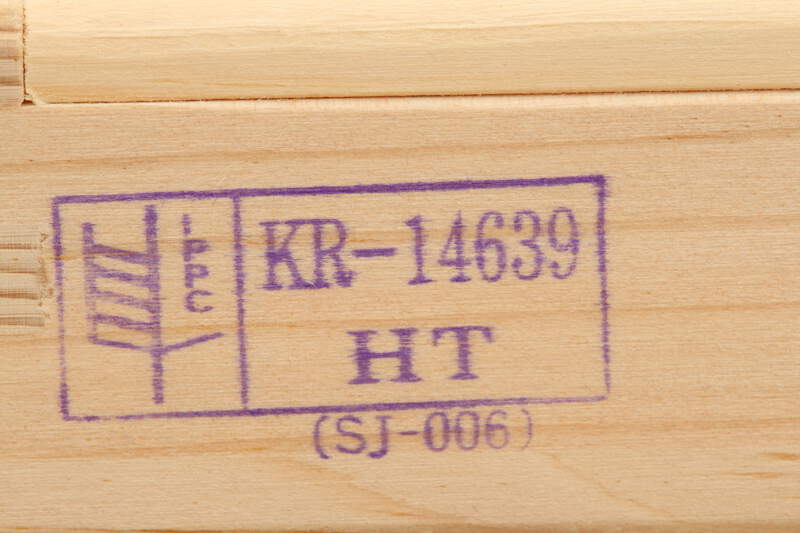 IPPC
KR-14639
HT
(SJ-006)